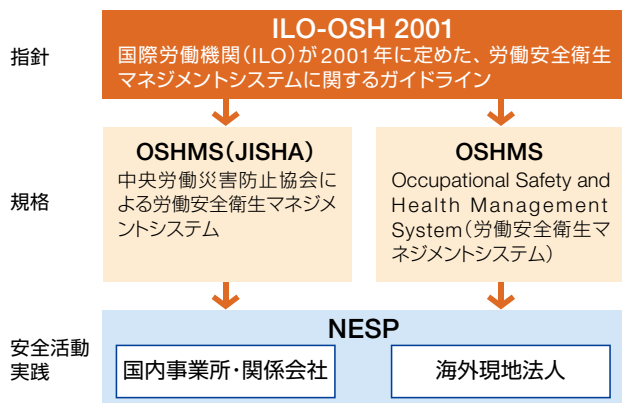 ILO-OSH 2001
指針
国際労働機関(ILO)が2001年に定めた、労働安全衛生
マネジメントシステムに関するガイドライン
規格
OSHMS(JISHA)
中央労働災害防止協会に
よる労働安全衛生マネジメ
ントシステム
OSHMS
Occupational Safety and
Health Management
System(労働安全衛生マ
ネジメントシステム)
安全活動
実践
NESP
国内事業所・関係会社
海外現地法人